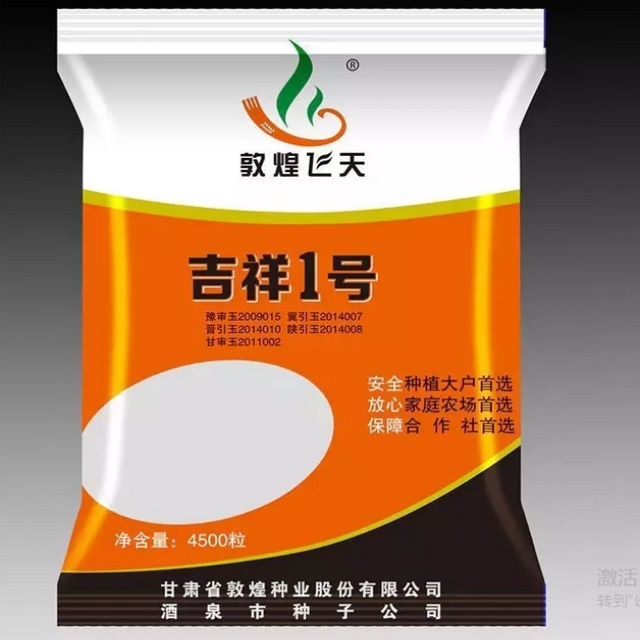 ®
敦煌飞天
吉祥1号
豫审玉2009015 冀引玉2014007
晋引玉2014010 陕引玉2014008
甘审玉2011002
安全种植大户首选
放心家庭农场首选
保障合 作 社首选
净含量：4500粒
甘肃省敦煌种业股份有限公司
酒泉市种子公司
激活
转到"